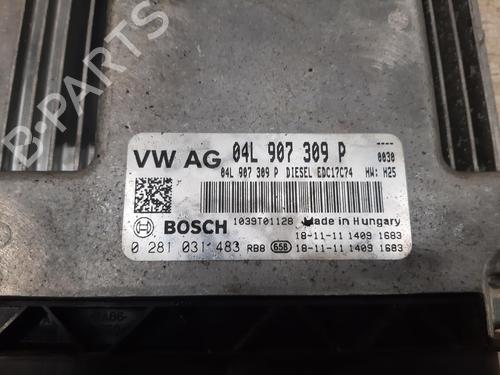 B-PARTS
VW AG 04L 907 309 P ----
0030
04L 907 309 P DIESEL EDC17C74 HW: H25
1039T01128 Made in Hungary
BOSCH 18-11-11 1409 1683
0 281 031 483 RB8 658 18-11-11 1409 1683